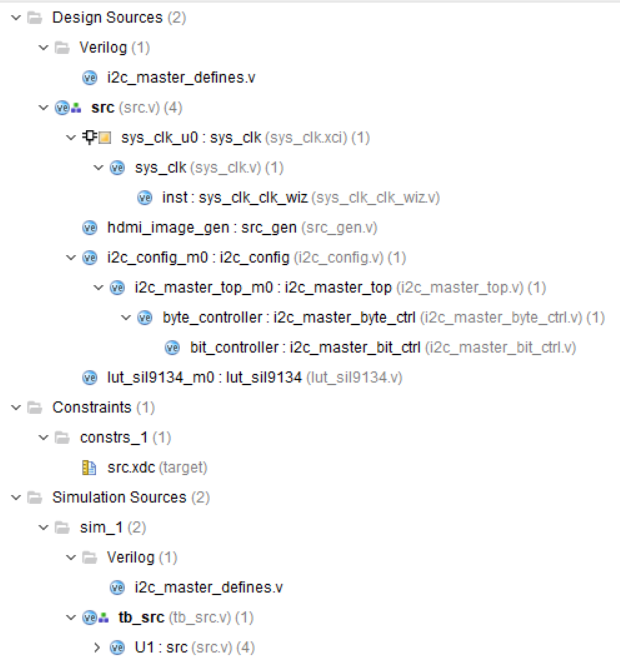 Design Sources (2)
Verilog (1)
i2c_master_defines.v
src (src.v) (4)
sys_clk_u0 : sys_clk (sys_clk.xci) (1)
sys_clk (sys_clk.v) (1)
inst : sys_clk_clk_wiz (sys_clk_clk_wiz.v)
hdmi_image_gen : src_gen (src_gen.v)
i2c_config_m0 : i2c_config (i2c_config.v) (1)
i2c_master_top_m0 : i2c_master_top (i2c_master_top.v) (1)
byte_controller : i2c_master_byte_ctrl (i2c_master_byte_ctrl.v) (1)
bit_controller : i2c_master_bit_ctrl (i2c_master_bit_ctrl.v)
lut_sil9134_m0 : lut_sil9134 (lut_sil9134.v)
Constraints (1)
constrs_1 (1)
src.xdc (target)
Simulation Sources (2)
sim_1 (2)
Verilog (1)
i2c_master_defines.v
tb_src (tb_src.v) (1)
U1 : src (src.v) (4)